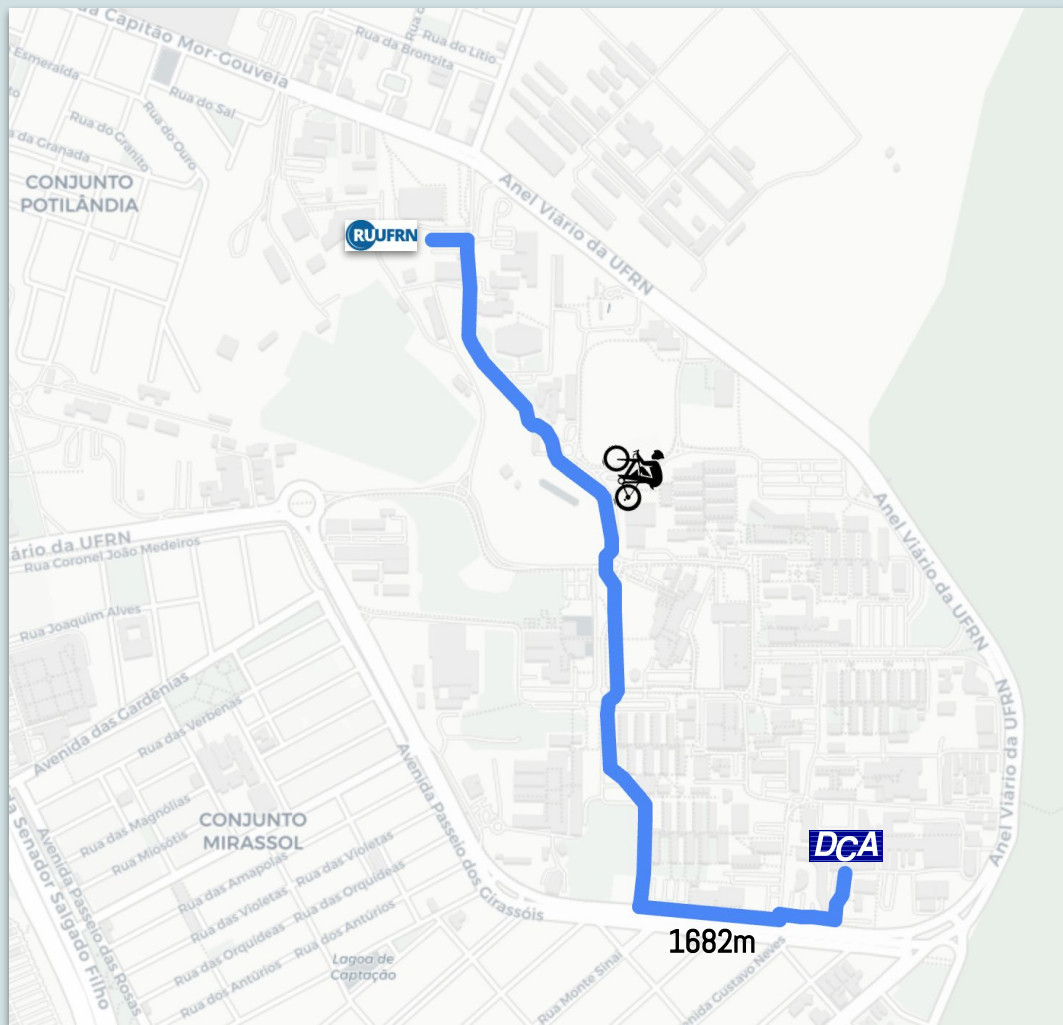 da Capitão Mor-Gouveia
Rua da Bronzita
Rua do Lítio
Esmeralda
Rua do Sal
Rua do Ouro
Rua do Granito
da Granada
CONJUNTO
POTILÂNDIA
Anel Viário da UFRN
RUUFRN
Anel Viário da UFRN
ário da UFRN
Rua Coronel João Medeiros
Rua Joaquim Alves
Avenida das Gardênias
Rua das Verbenas
Anel Viário da UFRN
Rua das Magnólias
Rua Miosótis
CONJUNTO
MIRASSOL
Avenida Passeio dos Girassóis
DCA
da Senador Salgado Filho
Avenida Passeio das Rosas
Rua das Amapolas
Rua das Violetas
Rua das Violetas
Rua das Orquídeas
Rua das Orquídeas
Rua dos Antúrios
Rua dos Antúrios
Lagoa de
Captação
1682m
Rua Monte Sinai
enida Gustavo Neves